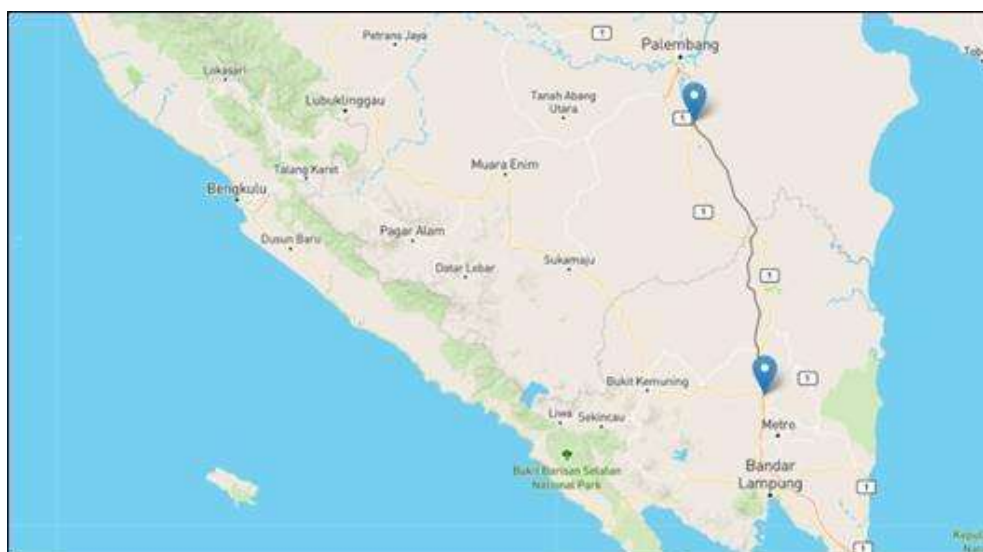 1
Petrans Jaya
Palembang
Lokasari
Lubuklinggau
Tanah Abang
Utara
1
Muara Enim
Talang Karet
Bengkulu
1
Pagar Alam
Dusun Baru
Datar Lebar
Sukamaju
1
Bukit Kemuning
1
Liwa
Sekincau
Metro
Bukit Barisan Selatan
National Park
Bandar
Lampung
1
1